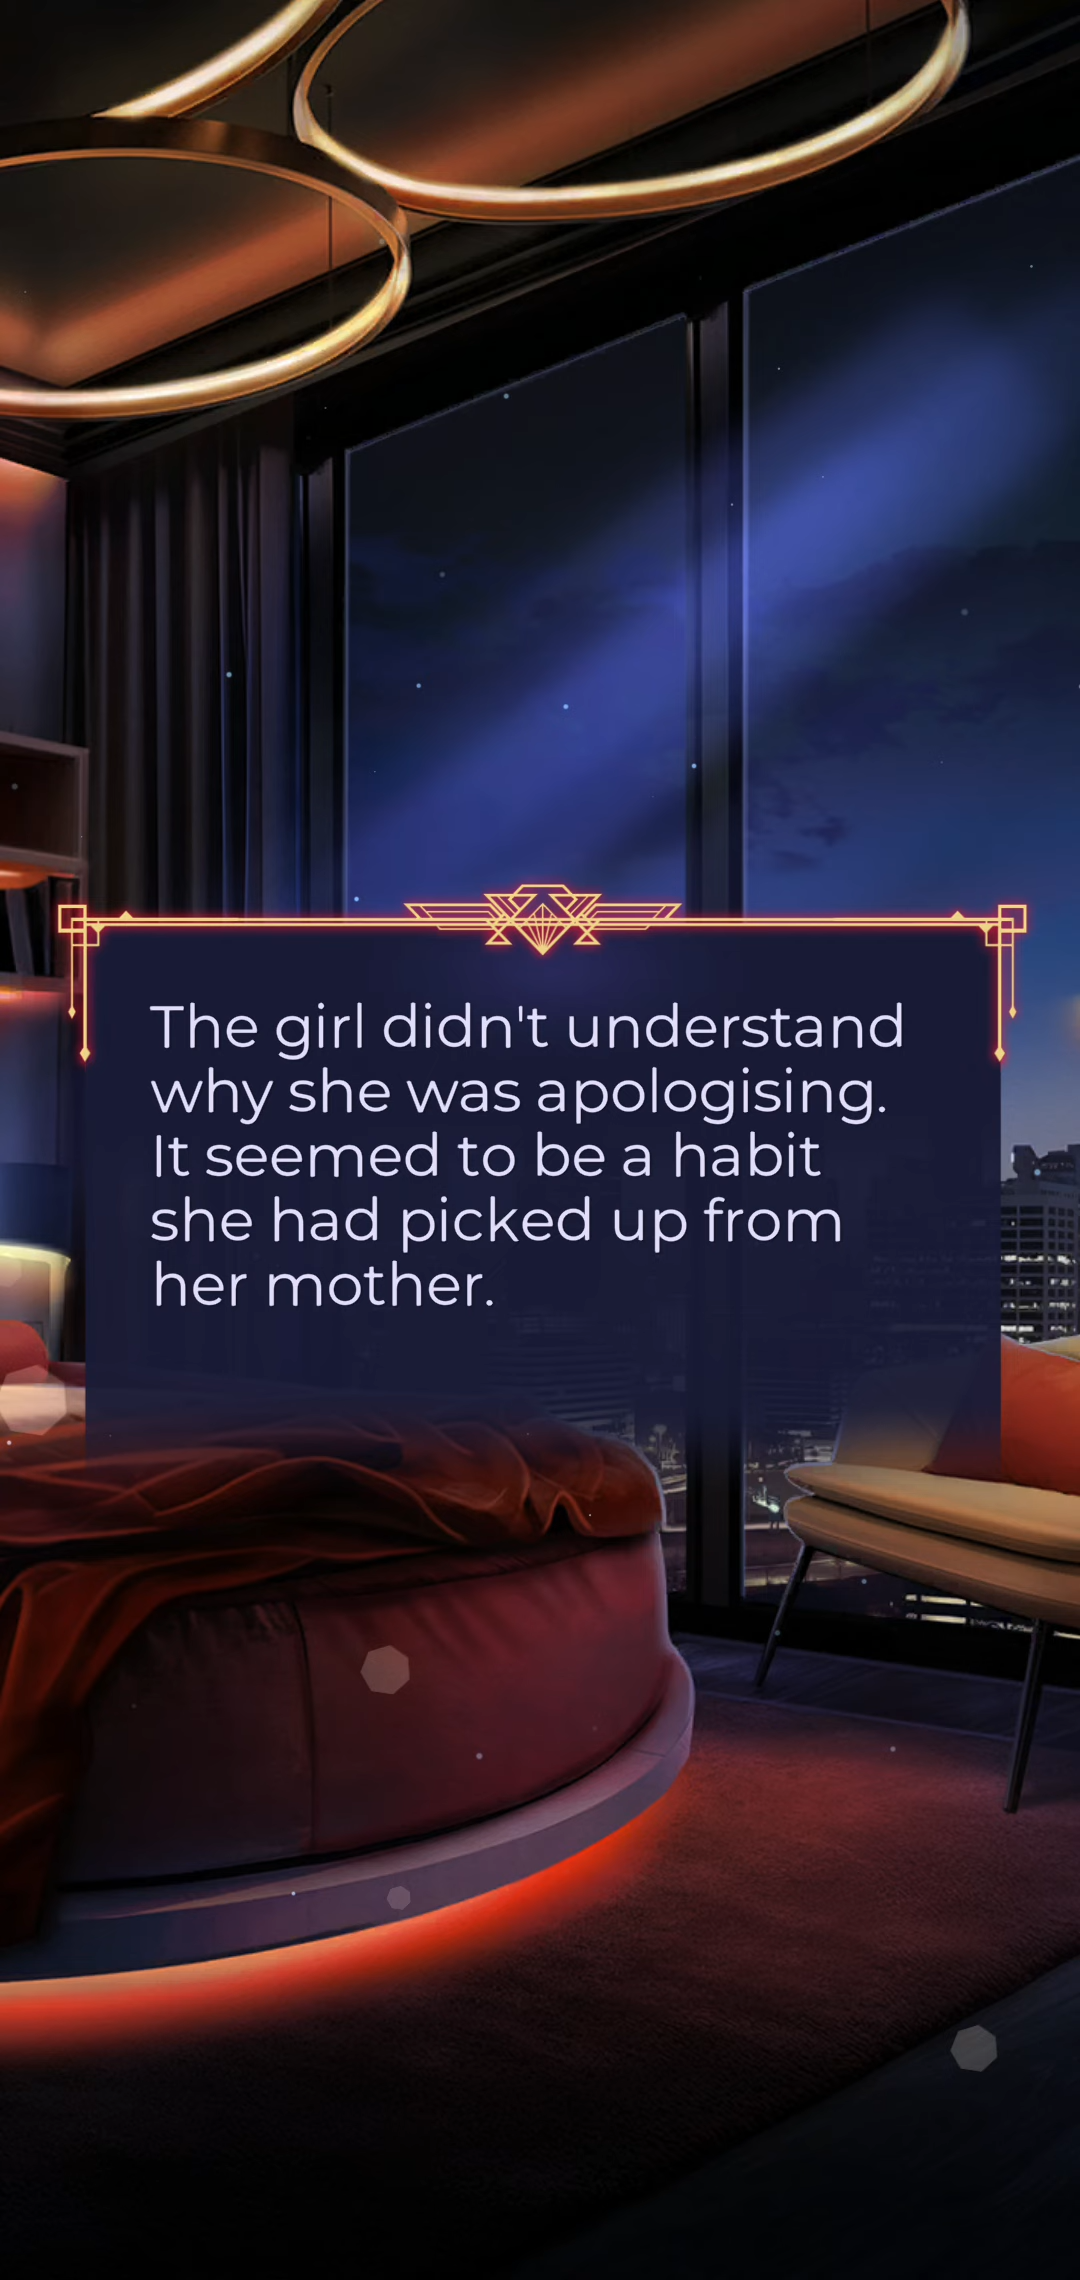 The girl didn't understand
why she was apologising.
It seemed to be a habit
she had picked up from
her mother.